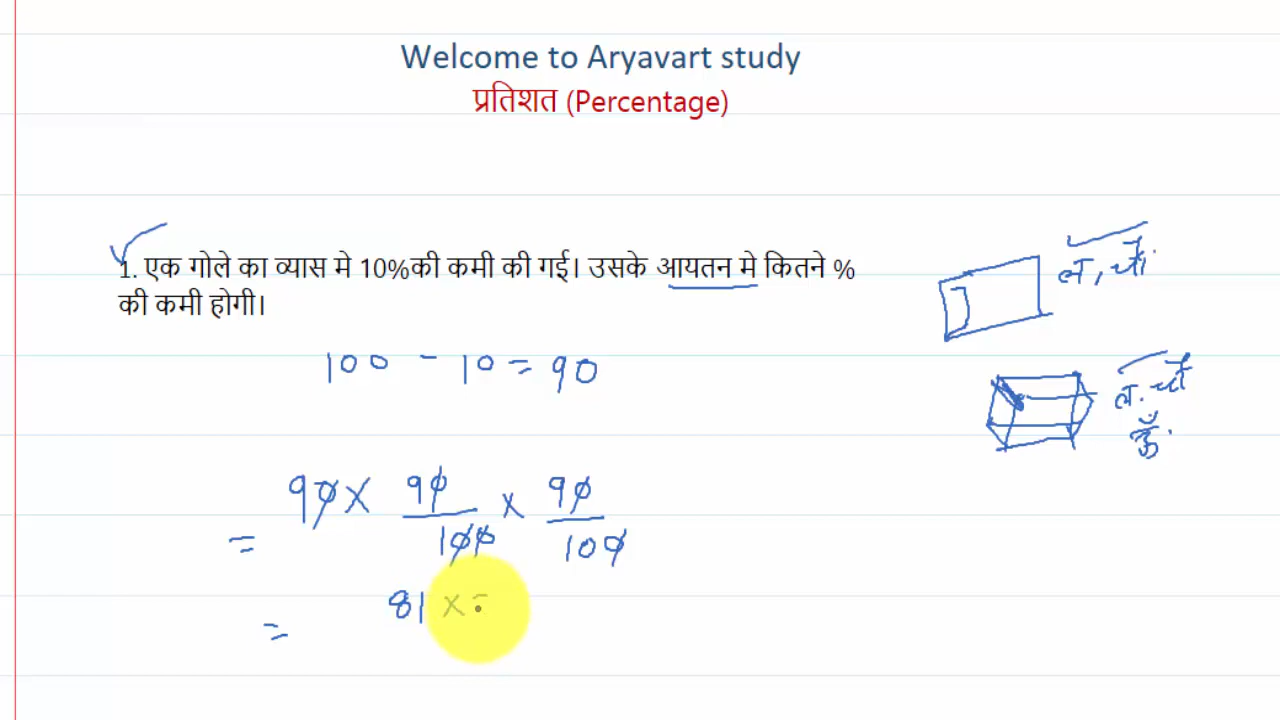 Welcome to Aryavart study
प्रतिशत (Percentage)
1. एक गोले का व्यास मे 10%की कमी की गई। उसके आयतन मे कितने %
की कमी होगी।
ल, चौ.
100 - 10 = 90
ल. चौ
ऊँ.
= 90 x 90/100 x 90/100
= 81 x